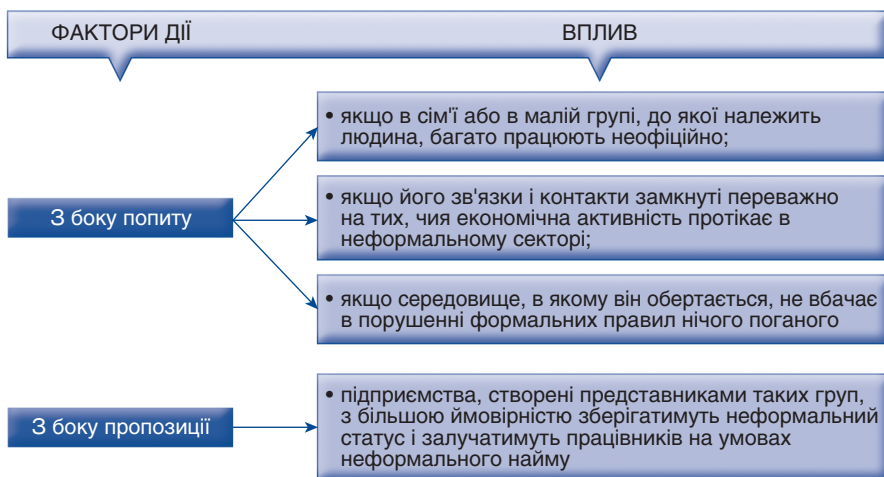 ФАКТОРИ ДІЇ
ВПЛИВ
З боку попиту
• якщо в сім'ї або в малій групі, до якої належить
людина, багато працюють неофіційно;
• якщо його зв'язки і контакти замкнуті переважно
на тих, чия економічна активність протікає в
неформальному секторі;
• якщо середовище, в якому він обертається, не вбачає
в порушенні формальних правил нічого поганого
З боку пропозиції
• підприємства, створені представниками таких груп,
з більшою ймовірністю зберігатимуть неформальний
статус і залучатимуть працівників на умовах
неформального найму